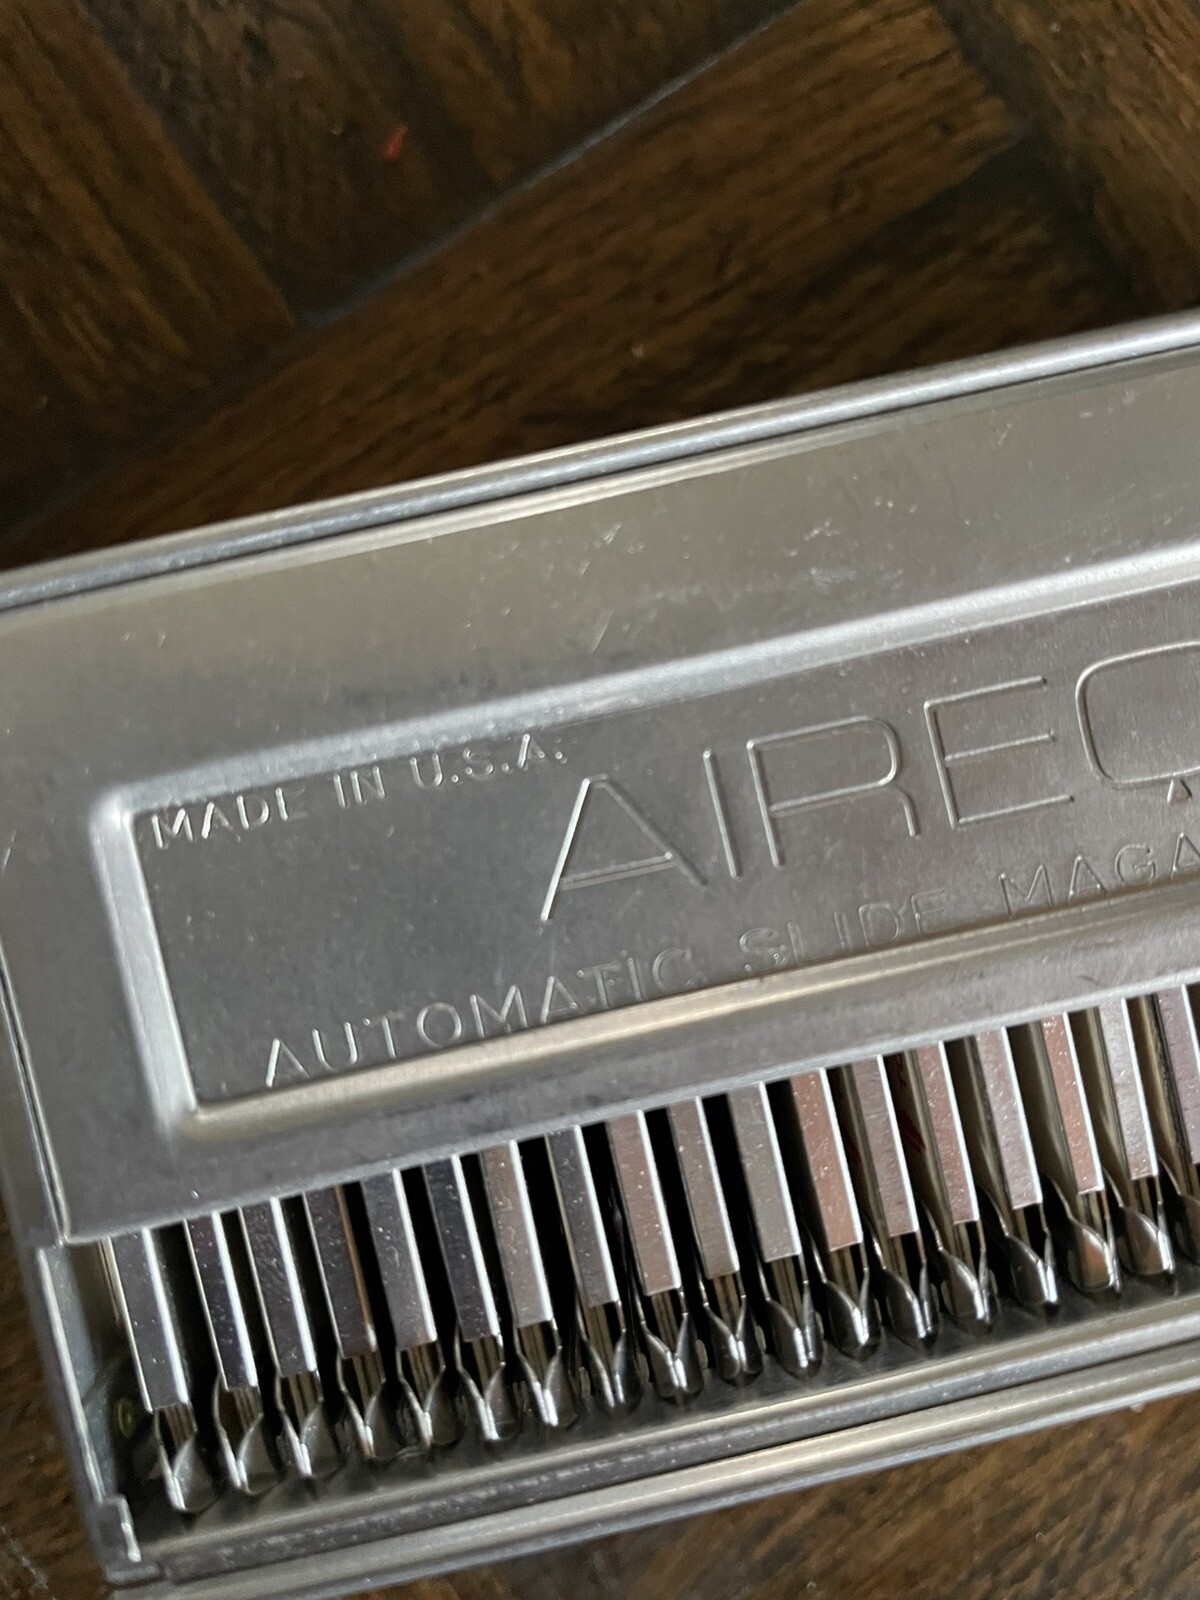 MADE IN U.S.A.
AIREQ
AUTOMATIC SLIDE MAGA